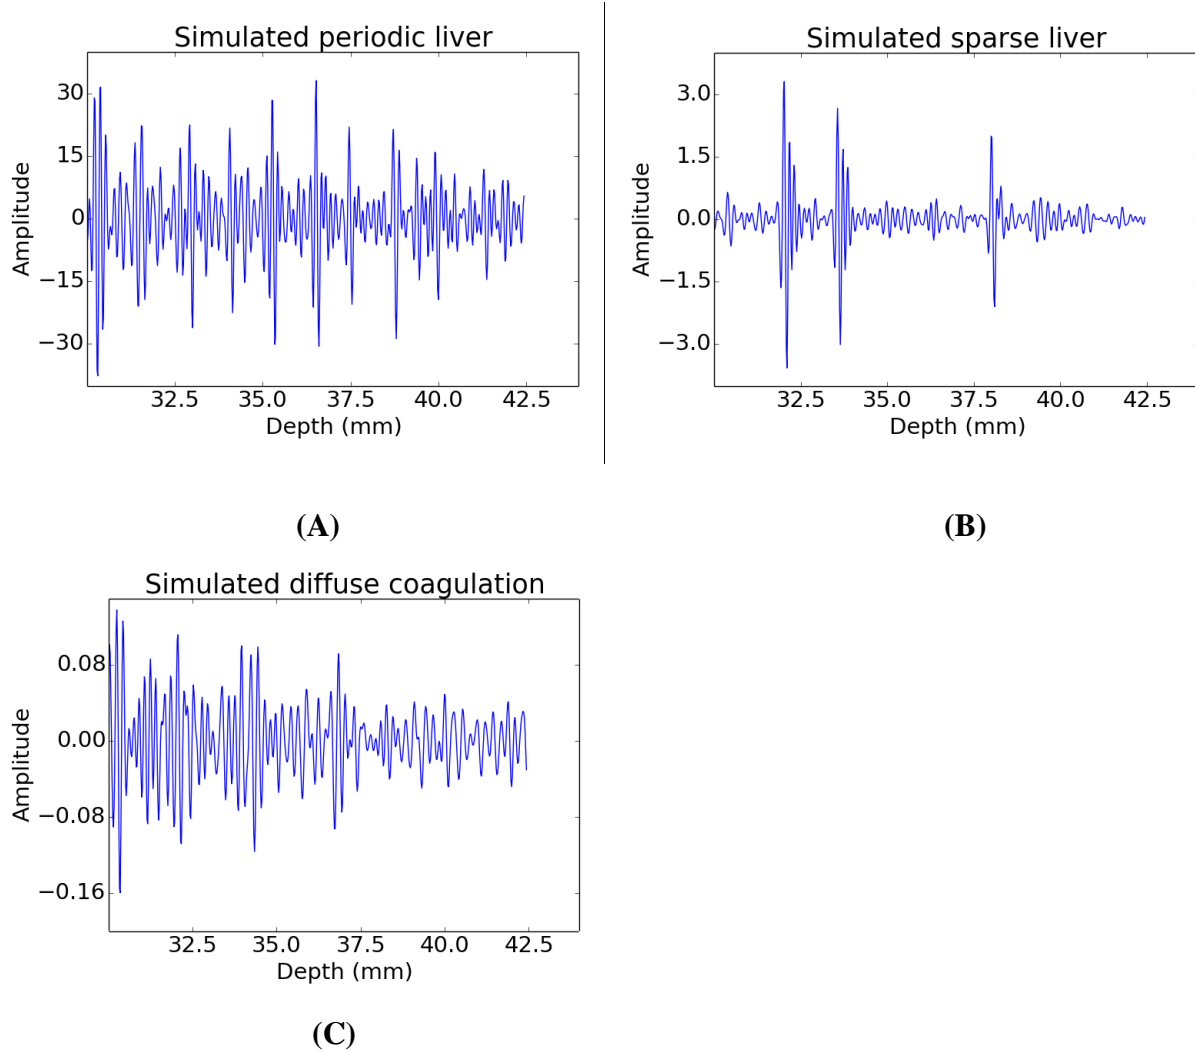 Simulated periodic liver
30
15
0
−15
−30
Amplitude
32.5 35.0 37.5 40.0 42.5
Depth (mm)
(A)
Simulated sparse liver
3.0
1.5
0.0
−1.5
−3.0
Amplitude
32.5 35.0 37.5 40.0 42.5
Depth (mm)
(B)
Simulated diffuse coagulation
0.08
0.00
−0.08
−0.16
Amplitude
32.5 35.0 37.5 40.0 42.5
Depth (mm)
(C)